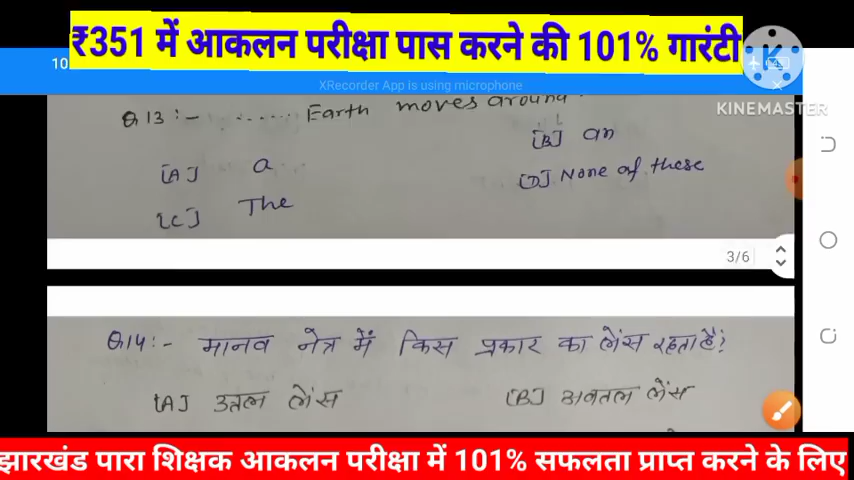 ₹351 में आकलन परीक्षा पास करने की 101% गारंटी
10
XRecorder App is using microphone
KINEMASTER
Q13:- ...... Earth moves around.
[A] a
[B] an
[C] The
[D] None of these
3/6
Q14:- मानव नेत्र में किस प्रकार का लेंस रहता है?
[A] उत्तल लेंस
[B] अवतल लेंस
झारखंड पारा शिक्षक आकलन परीक्षा में 101% सफलता प्राप्त करने के लिए